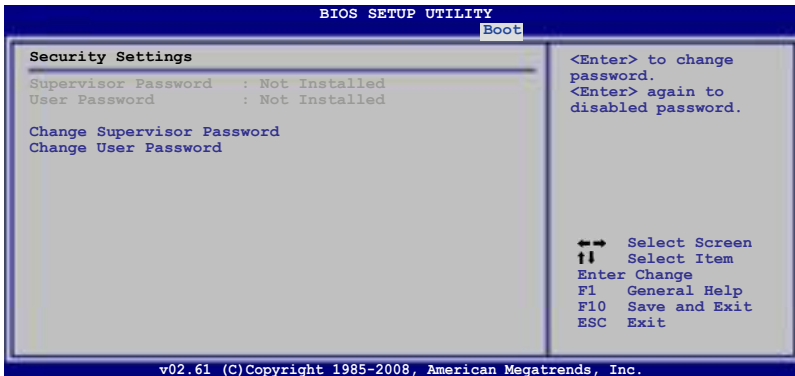 BIOS SETUP UTILITY
Boot
Security Settings
Supervisor Password : Not Installed
User Password : Not Installed
Change Supervisor Password
Change User Password
<Enter> to change
password.
<Enter> again to
disabled password.
←→ Select Screen
↑↓ Select Item
Enter Change
F1 General Help
F10 Save and Exit
ESC Exit
v02.61 (C)Copyright 1985-2008, American Megatrends, Inc.